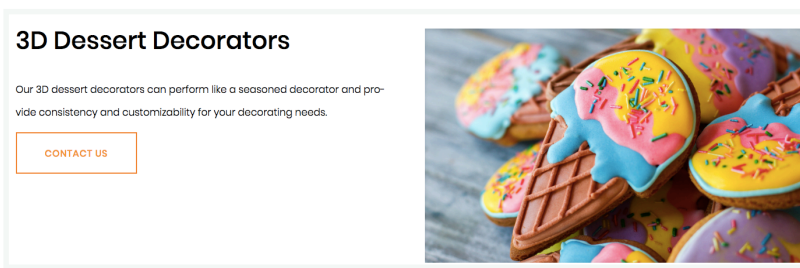 3D Dessert Decorators
Our 3D dessert decorators can perform like a seasoned decorator and pro-
vide consistency and customizability for your decorating needs.
CONTACT US